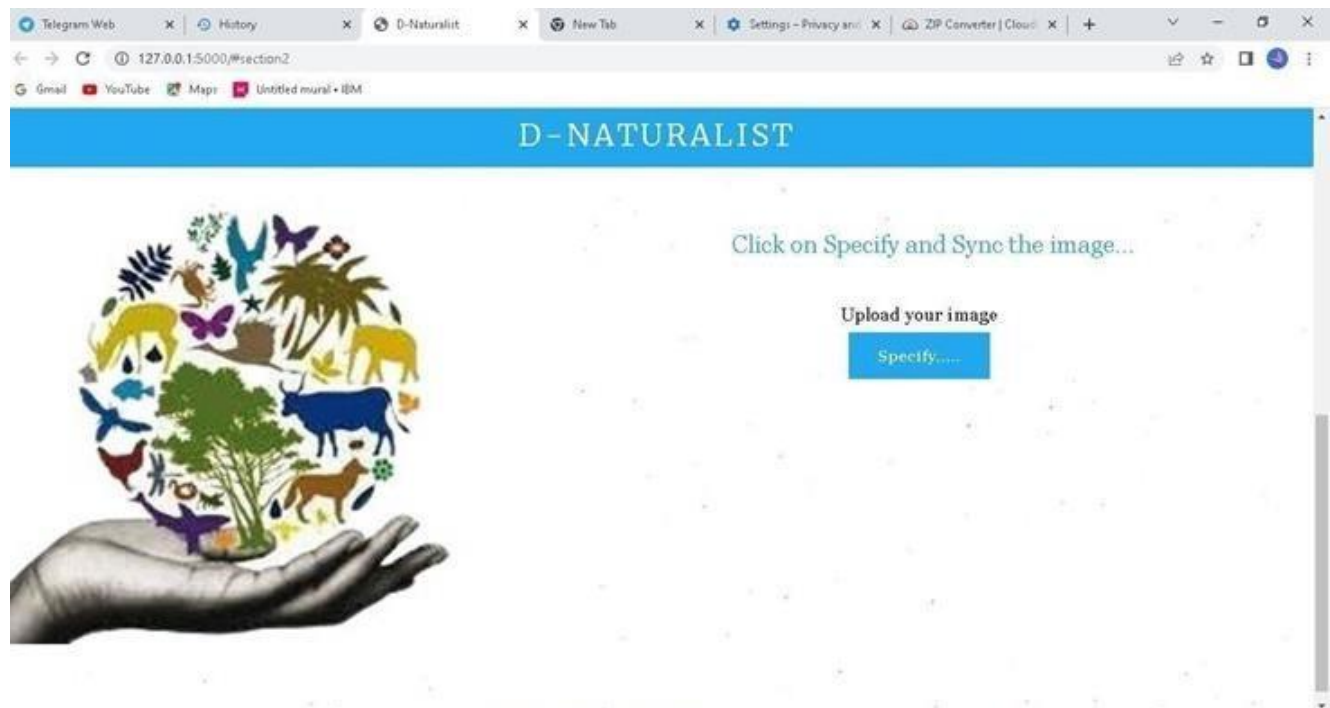 Telegram Web
History
D-Naturalist
New Tab
Settings – Privacy and
ZIP Converter | Cloud
127.0.0.1:5000/#section2
Gmail
YouTube
Maps
Untitled mural • IBM
D-NATURALIST
Click on Specify and Sync the image...
Upload your image
Specify.....